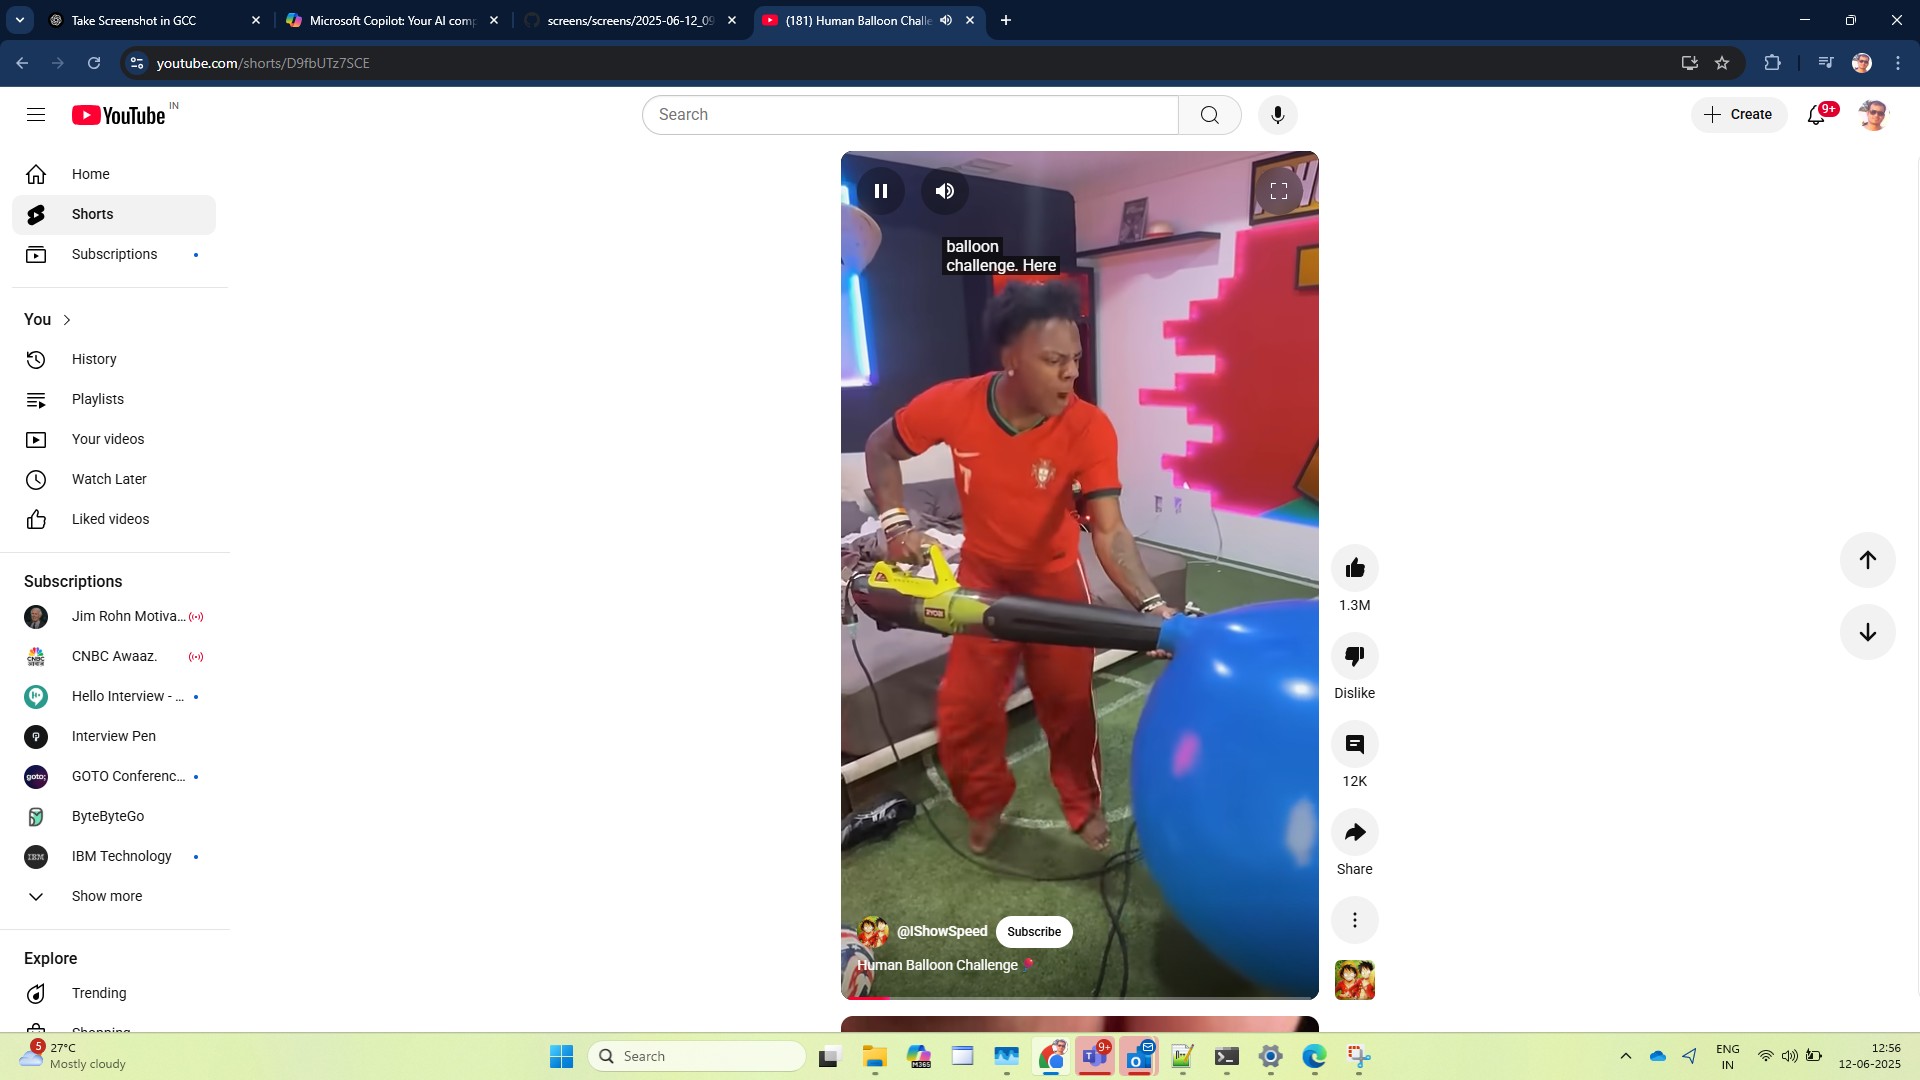 Take Screenshot in GCC
Microsoft Copilot: Your AI comp
screens/screens/2025-06-12_09
(181) Human Balloon Challe
youtube.com/shorts/D9fbUTz7SCE
YouTube IN
Search
Create
9+
Home
Shorts
Subscriptions
You
History
Playlists
Your videos
Watch Later
Liked videos
Subscriptions
Jim Rohn Motiva...
CNBC Awaaz.
Hello Interview - ...
Interview Pen
GOTO Conferenc...
ByteByteGo
IBM Technology
Show more
Explore
Trending
Shopping
balloon
challenge. Here
7
RYOBI
@IShowSpeed
Subscribe
Human Balloon Challenge
1.3M
Dislike
12K
Share
5
27°C
Mostly cloudy
Search
M365
9+
ENG
IN
12:56
12-06-2025